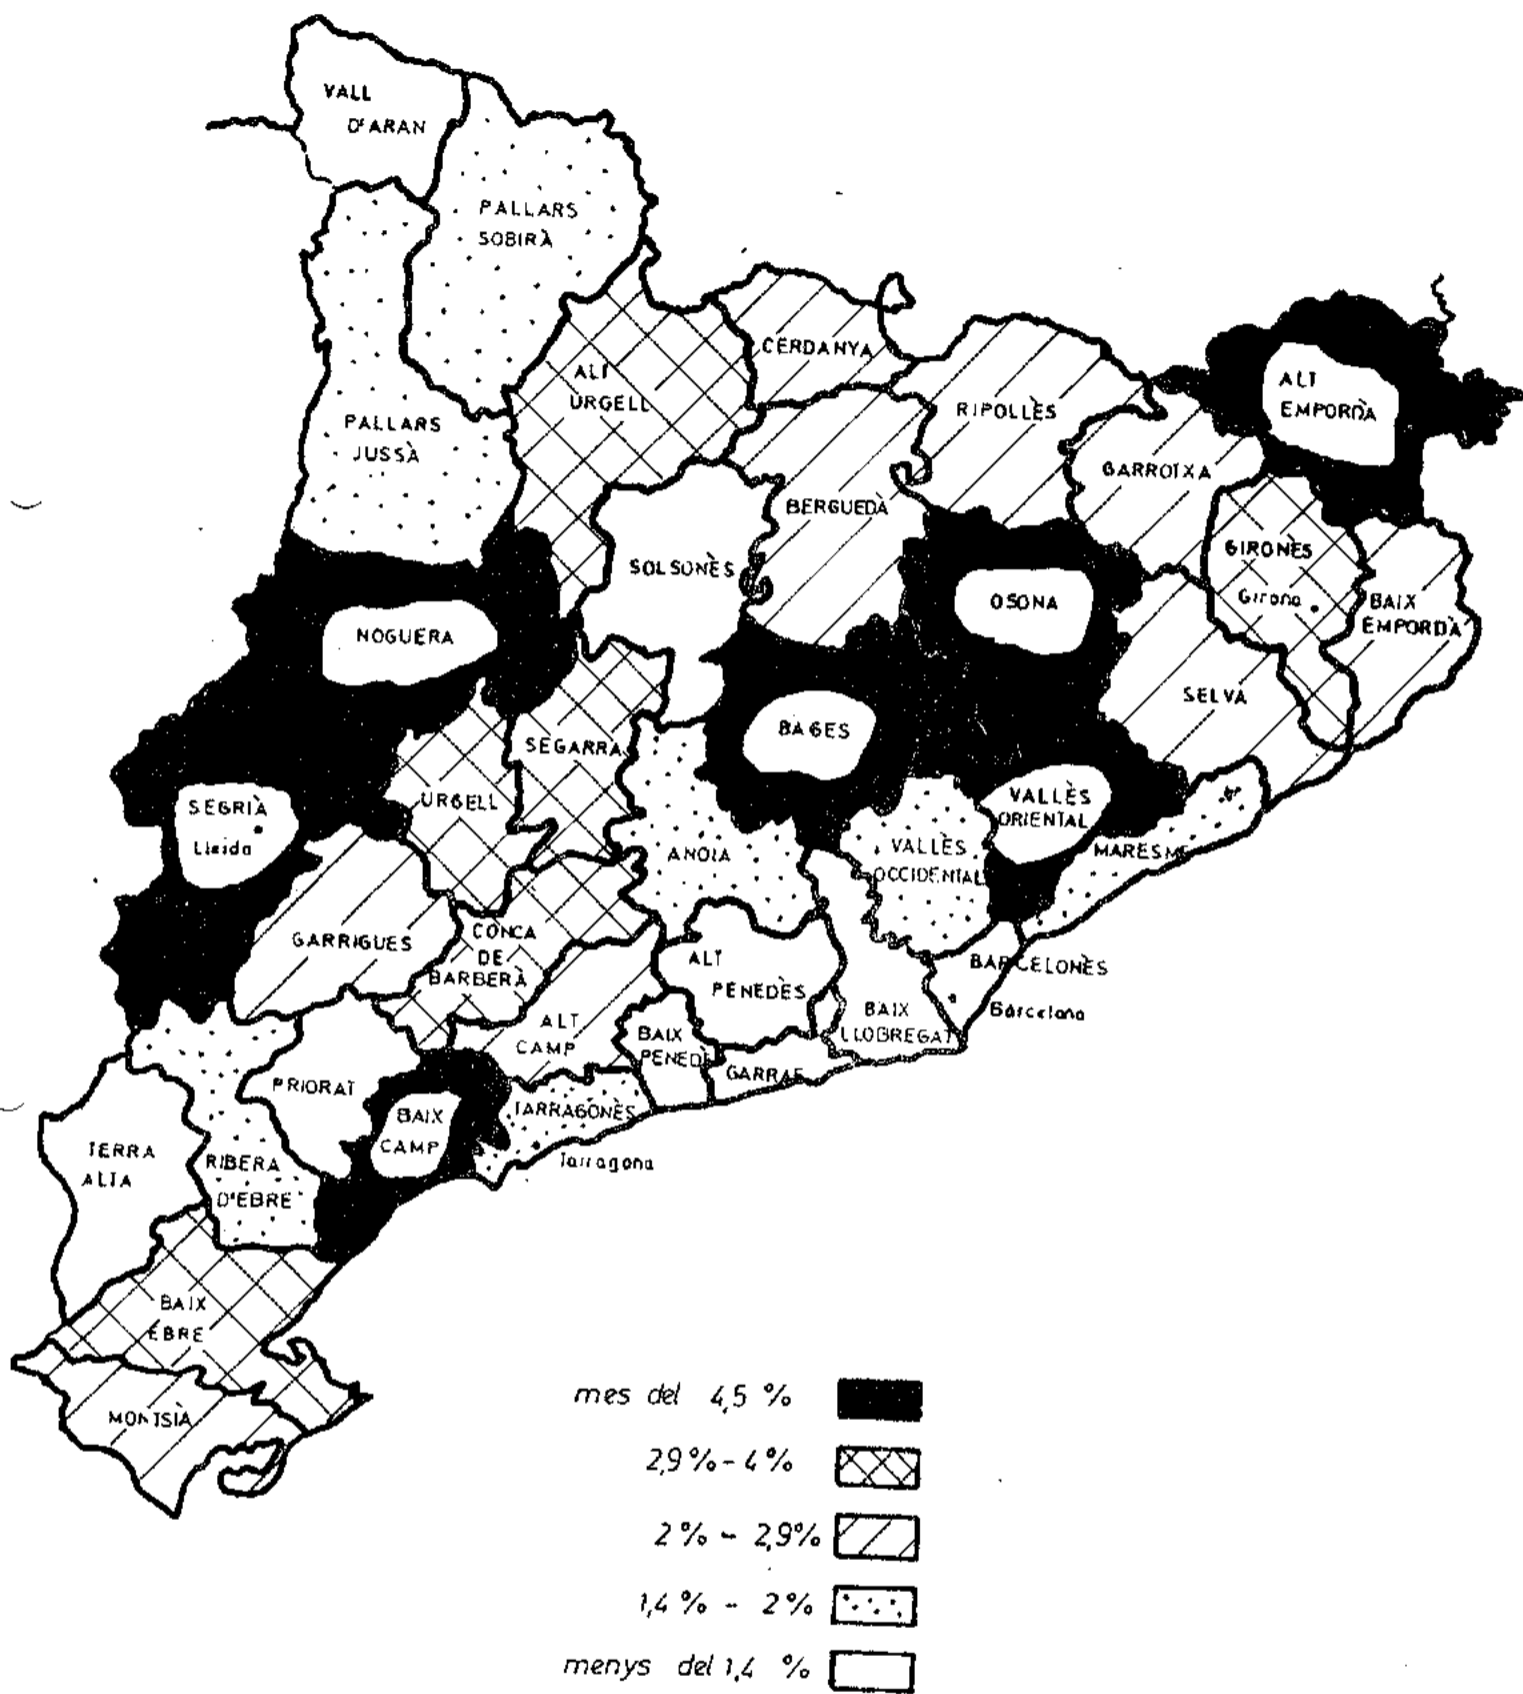 VALL
D'ARAN
PALLARS
SOBIRÀ
CERDANYA
ALT
URGELL
ALT
EMPORDÀ
RIPOLLÈS
PALLARS
JUSSÀ
GARROTXA
BERGUEDÀ
GIRONÈS
Girona
SOLSONÈS
OSONA
BAIX
EMPORDÀ
NOGUERA
SELVA
BAGES
SEGARRA
URGELL
SEGRIÀ
Lleida
VALLÈS
ORIENTAL
VALLÈS
OCCIDENTAL
MARESME
ANOIA
GARRIGUES
CONCA
DE
BARBERÀ
ALT
PENEDÈS
BARCELONÈS
Barcelona
BAIX
LLOBREGAT
ALT
CAMP
BAIX
PENEDÈ
GARRAF
PRIORAT
BAIX
CAMP
TARRAGONÈS
Tarragona
TERRA
ALTA
RIBERA
D'EBRE
BAIX
EBRE
MONTSIÀ
mes del 4,5 %
2,9%-4%
2% - 2,9%
1,4% - 2%
menys del 1,4 %